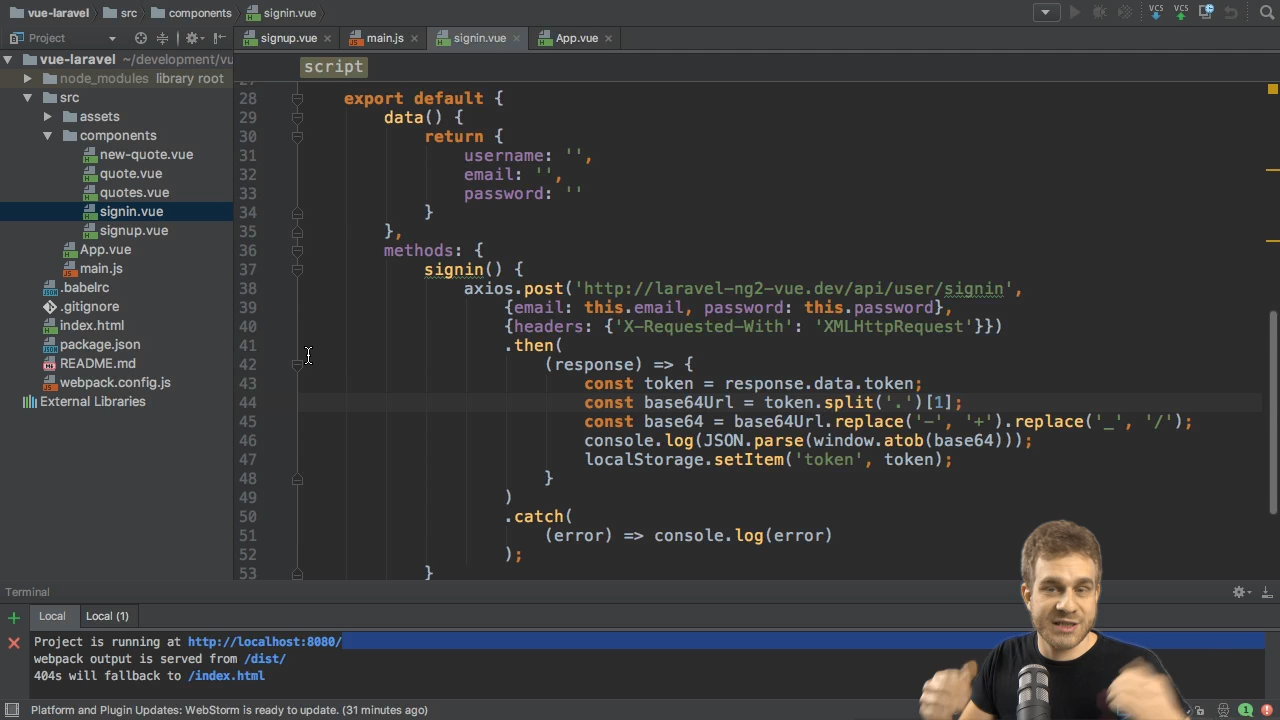 vue-laravel src components signin.vue
Project
signup.vue main.js signin.vue App.vue
vue-laravel ~/development/vu
node_modules library root
src
assets
components
new-quote.vue
quote.vue
quotes.vue
signin.vue
signup.vue
App.vue
main.js
.babelrc
.gitignore
index.html
package.json
README.md
webpack.config.js
External Libraries
script
28 export default {
29 data() {
30 return {
31 username: '',
32 email: '',
33 password: ''
34 }
35 },
36 methods: {
37 signin() {
38 axios.post('http://laravel-ng2-vue.dev/api/user/signin',
39 {email: this.email, password: this.password},
40 {headers: {'X-Requested-With': 'XMLHttpRequest'}})
41 .then(
42 (response) => {
43 const token = response.data.token;
44 const base64Url = token.split('.')[1];
45 const base64 = base64Url.replace('-', '+').replace('_', '/');
46 console.log(JSON.parse(window.atob(base64)));
47 localStorage.setItem('token', token);
48 }
49 )
50 .catch(
51 (error) => console.log(error)
52 );
53 }
Terminal
Local Local (1)
Project is running at http://localhost:8080/
webpack output is served from /dist/
404s will fallback to /index.html
Platform and Plugin Updates: WebStorm is ready to update. (31 minutes ago)
VCS VCS
1